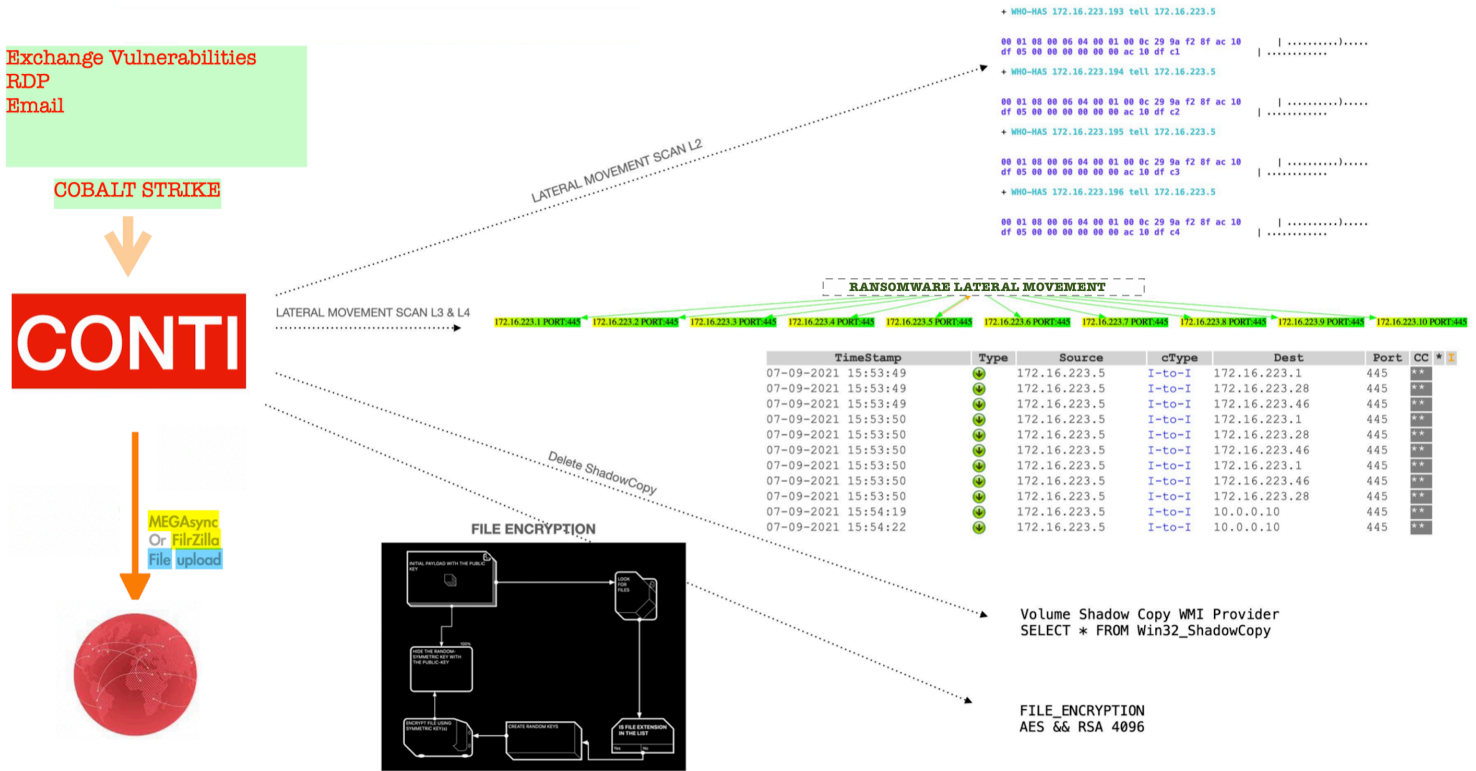 Exchange Vulnerabilities
RDP
Email
COBALT STRIKE
CONTI
MEGAsync
Or FilrZilla
File upload
LATERAL MOVEMENT SCAN L2
LATERAL MOVEMENT SCAN L3 & L4
Delete ShadowCopy
+ WHO-HAS 172.16.223.193 tell 172.16.223.5
00 01 08 00 06 04 00 01 00 0c 29 9a f2 8f ac 10 | ..........).....
df 05 00 00 00 00 00 00 ac 10 df c1 | ............
+ WHO-HAS 172.16.223.194 tell 172.16.223.5
00 01 08 00 06 04 00 01 00 0c 29 9a f2 8f ac 10 | ..........).....
df 05 00 00 00 00 00 00 ac 10 df c2 | ............
+ WHO-HAS 172.16.223.195 tell 172.16.223.5
00 01 08 00 06 04 00 01 00 0c 29 9a f2 8f ac 10 | ..........).....
df 05 00 00 00 00 00 00 ac 10 df c3 | ............
+ WHO-HAS 172.16.223.196 tell 172.16.223.5
00 01 08 00 06 04 00 01 00 0c 29 9a f2 8f ac 10 | ..........).....
df 05 00 00 00 00 00 00 ac 10 df c4 | ............
RANSOMWARE LATERAL MOVEMENT
172.16.223.1 PORT:445 172.16.223.2 PORT:445 172.16.223.3 PORT:445 172.16.223.4 PORT:445 172.16.223.5 PORT:445 172.16.223.6 PORT:445 172.16.223.7 PORT:445 172.16.223.8 PORT:445 172.16.223.9 PORT:445 172.16.223.10 PORT:445
TimeStamp Type Source cType Dest Port CC * I
07-09-2021 15:53:49 172.16.223.5 I-to-I 172.16.223.1 445 **
07-09-2021 15:53:49 172.16.223.5 I-to-I 172.16.223.28 445 **
07-09-2021 15:53:49 172.16.223.5 I-to-I 172.16.223.46 445 **
07-09-2021 15:53:50 172.16.223.5 I-to-I 172.16.223.1 445 **
07-09-2021 15:53:50 172.16.223.5 I-to-I 172.16.223.28 445 **
07-09-2021 15:53:50 172.16.223.5 I-to-I 172.16.223.46 445 **
07-09-2021 15:53:50 172.16.223.5 I-to-I 172.16.223.1 445 **
07-09-2021 15:53:50 172.16.223.5 I-to-I 172.16.223.46 445 **
07-09-2021 15:53:50 172.16.223.5 I-to-I 172.16.223.28 445 **
07-09-2021 15:54:19 172.16.223.5 I-to-I 10.0.0.10 445 **
07-09-2021 15:54:22 172.16.223.5 I-to-I 10.0.0.10 445 **
FILE ENCRYPTION
INITIAL PAYLOAD WITH THE PUBLIC
KEY
LOOK
FOR
FILES
100%
HIDE THE RANDOM-
SYMMETRIC KEY WITH
THE PUBLIC-KEY
ENCRYPT FILE USING
SYMMETRIC KEY(s)
CREATE RANDOM KEYS
IS FILE EXTENSION
IN THE LIST
Yes No
Volume Shadow Copy WMI Provider
SELECT * FROM Win32_ShadowCopy
FILE_ENCRYPTION
AES && RSA 4096